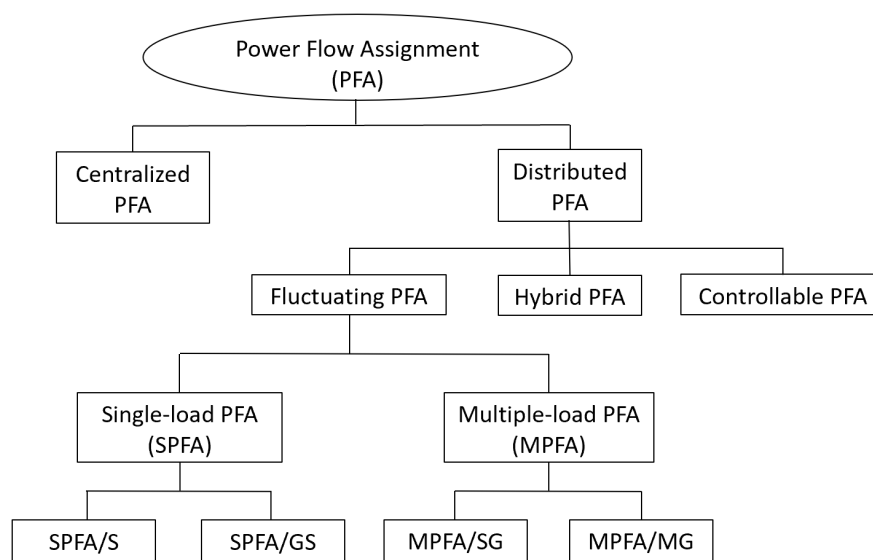 Power Flow Assignment
(PFA)
Centralized
PFA
Distributed
PFA
Fluctuating PFA
Hybrid PFA
Controllable PFA
Single-load PFA
(SPFA)
Multiple-load PFA
(MPFA)
SPFA/S
SPFA/GS
MPFA/SG
MPFA/MG